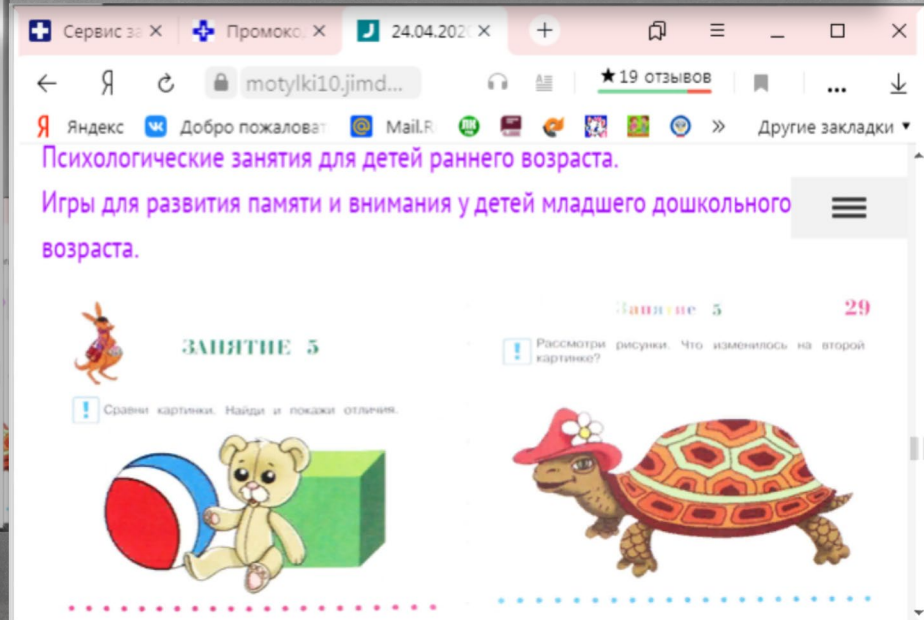 Сервис за
Промоко
24.04.202
motylki10.jimd...
★19 отзывов
Я Яндекс
Добро пожаловат
Mail.R
Другие закладки
Психологические занятия для детей раннего возраста.
Игры для развития памяти и внимания у детей младшего дошкольного
возраста.
ЗАНЯТИЕ 5
! Сравни картинки. Найди и покажи отличия.
Занятие 5 29
! Рассмотри рисунки. Что изменилось на второй
картинке?